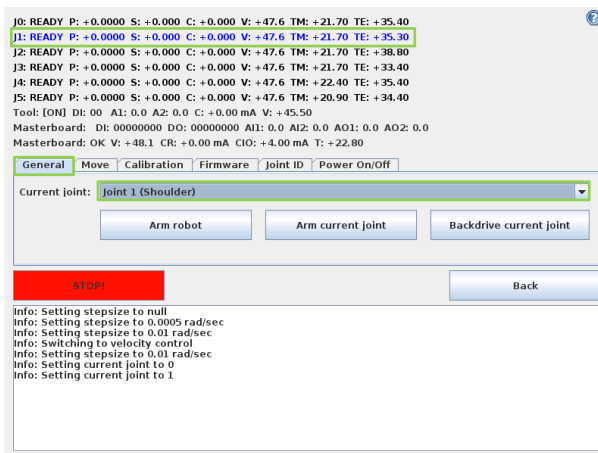 J0: READY P: +0.0000 S: +0.000 C: +0.000 V: +47.6 TM: +21.70 TE: +35.40
J1: READY P: +0.0000 S: +0.000 C: +0.000 V: +47.6 TM: +21.70 TE: +35.30
J2: READY P: +0.0000 S: +0.000 C: +0.000 V: +47.6 TM: +21.70 TE: +38.80
J3: READY P: +0.0000 S: +0.000 C: +0.000 V: +47.6 TM: +21.70 TE: +33.40
J4: READY P: +0.0000 S: +0.000 C: +0.000 V: +47.6 TM: +22.40 TE: +35.40
J5: READY P: +0.0000 S: +0.000 C: +0.000 V: +47.6 TM: +20.90 TE: +34.40
Tool: [ON] DI: 00 A1: 0.0 A2: 0.0 C: +0.00 mA V: +45.50
Masterboard: DI: 00000000 DO: 00000000 AI1: 0.0 AI2: 0.0 AO1: 0.0 AO2: 0.0
Masterboard: OK V: +48.1 CR: +0.00 mA CIO: +4.00 mA T: +22.80
General Move Calibration Firmware Joint ID Power On/Off
Current joint: Joint 1 (Shoulder)
Arm robot Arm current joint Backdrive current joint
STOP! Back
Info: Setting stepsize to null
Info: Setting stepsize to 0.0005 rad/sec
Info: Setting stepsize to 0.01 rad/sec
Info: Switching to velocity control
Info: Setting stepsize to 0.01 rad/sec
Info: Setting current joint to 0
Info: Setting current joint to 1